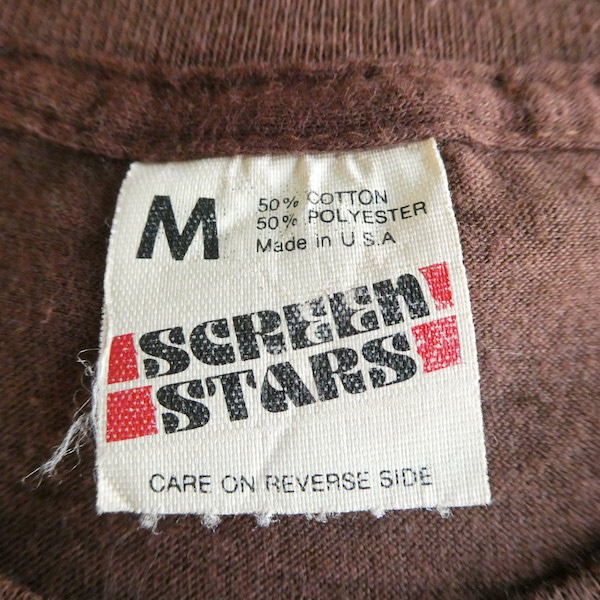 M
50% COTTON
50% POLYESTER
Made in U.S.A
SCREEN
STARS
CARE ON REVERSE SIDE